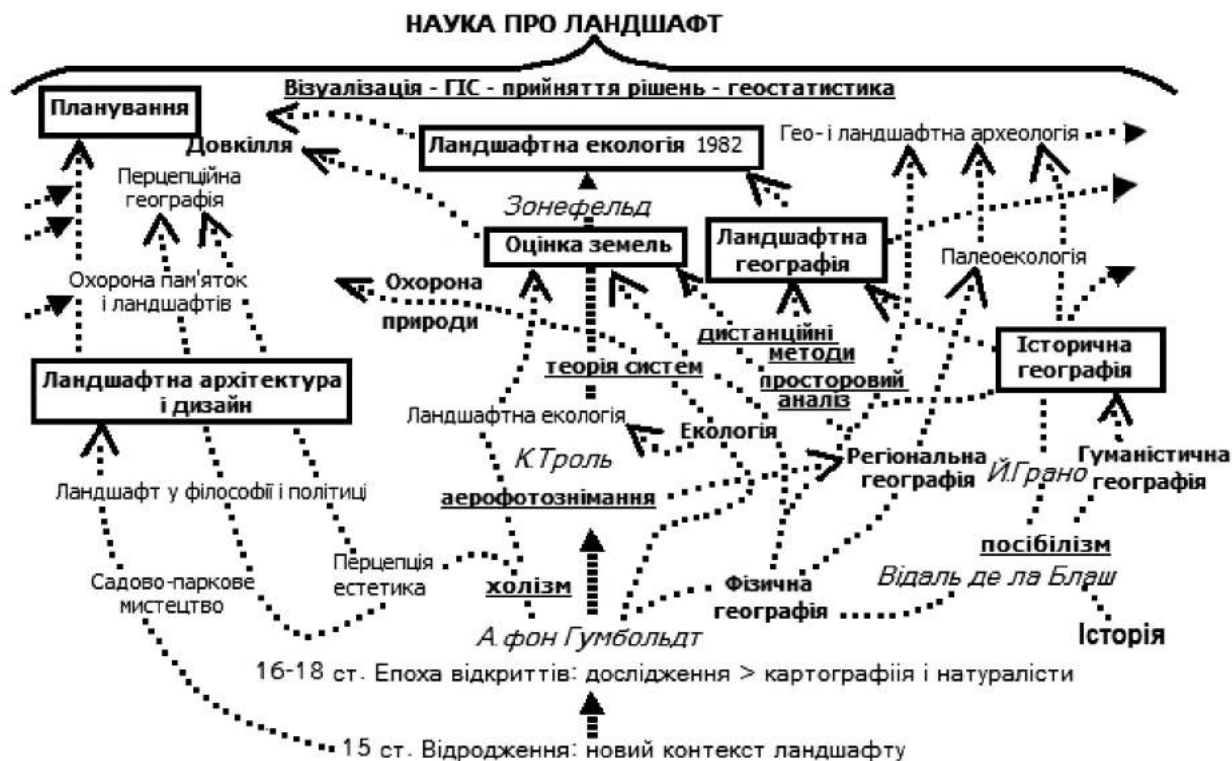 НАУКА ПРО ЛАНДШАФТ
Візуалізація - ГІС - прийняття рішень - геостатистика
Планування
Довкілля
Ландшафтна екологія 1982
Гео- і ландшафтна археологія
Перцепційна
географія
Зонефельд
Оцінка земель
Ландшафтна
географія
Палеоекологія
Охорона пам'яток
і ландшафтів
Охорона
природи
дистанційні
методи
Історична
географія
теорія систем
просторовий
аналіз
Ландшафтна архітектура
і дизайн
Ландшафтна екологія
Екологія
К.Троль
Регіональна
географія
Й.Грано
Гуманістична
географія
Ландшафт у філософії і політиці
аерофотознімання
посібілізм
Перцепція
естетика
Садово-паркове
мистецтво
холізм
Фізична
географія
Відаль де ла Блаш
А.фон Гумбольдт
Історія
16-18 ст. Епоха відкриттів: дослідження > картографіія і натуралісти
15 ст. Відродження: новий контекст ландшафту